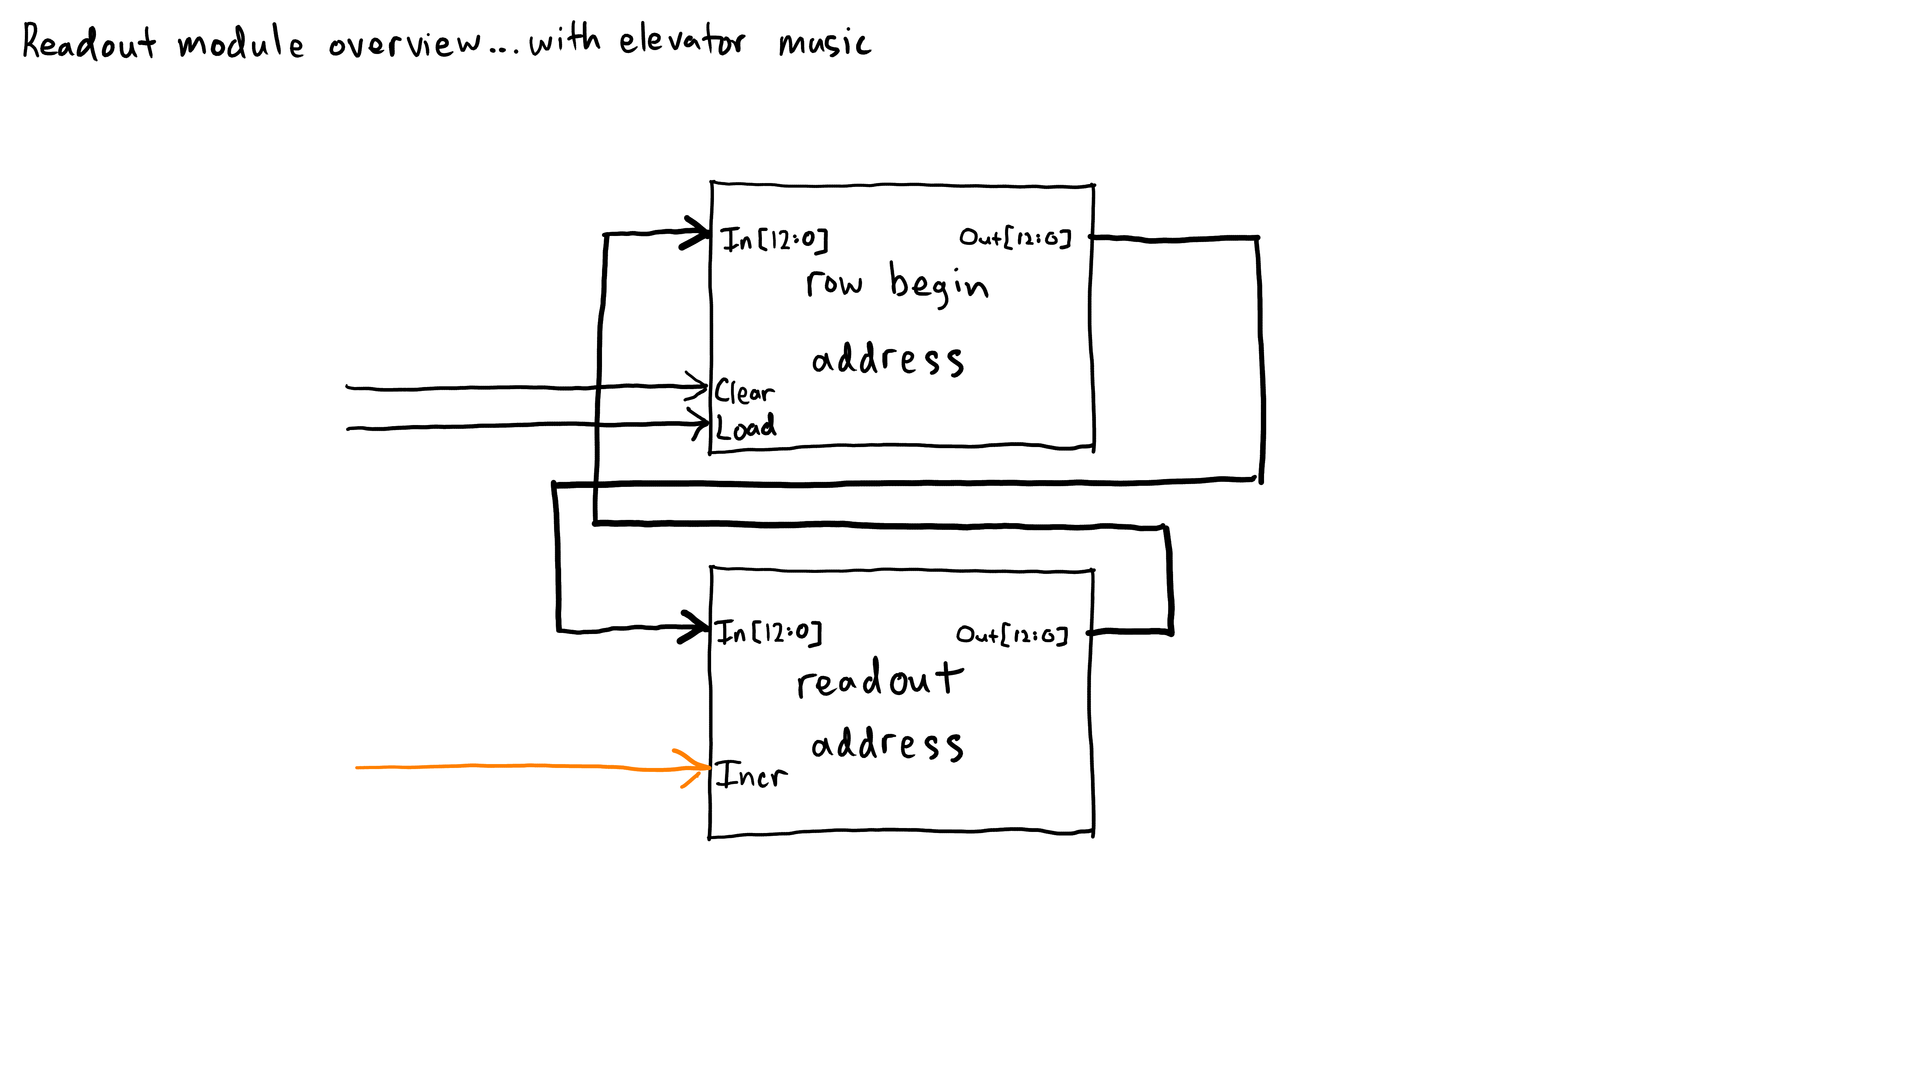 Readout module overview...with elevator music
In[12:0] Out[12:0]
row begin
address
Clear
Load
In[12:0] Out[12:0]
readout
address
Incr